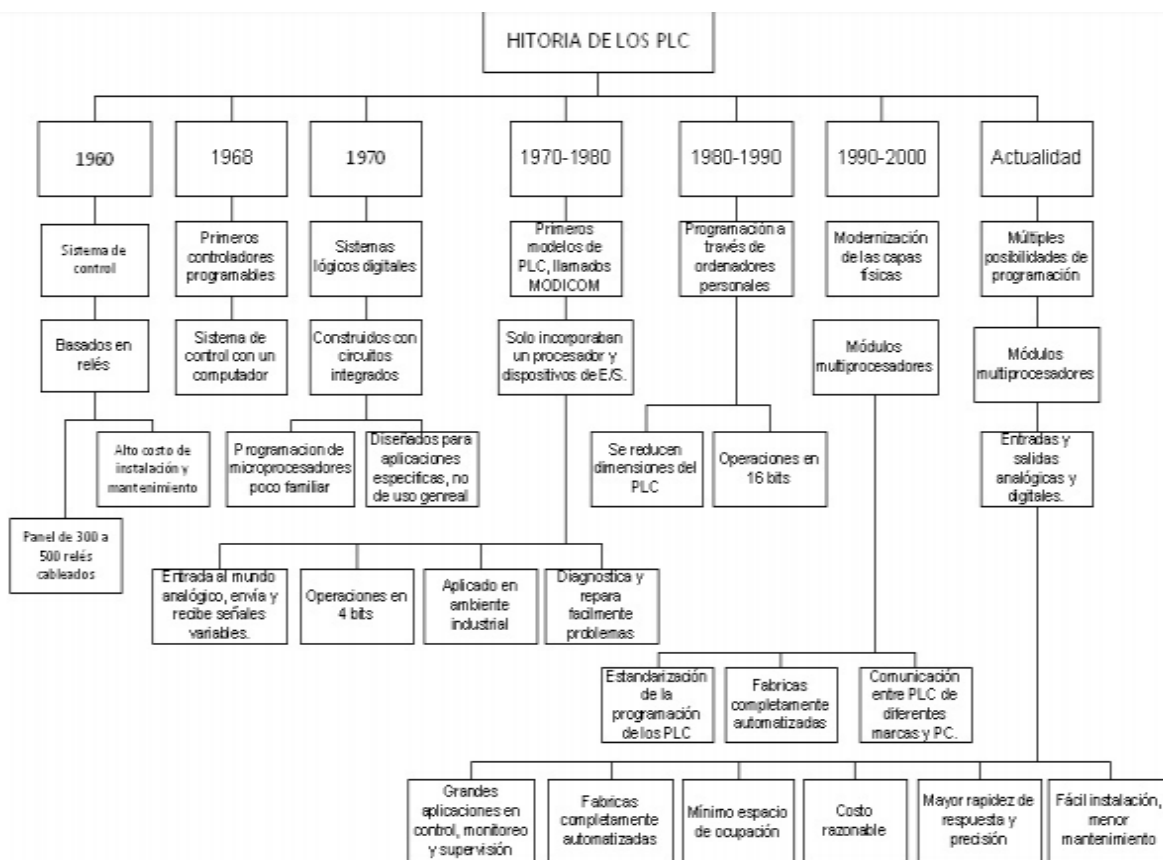 HITORIA DE LOS PLC
1960
1968
1970
1970-1980
1980-1990
1990-2000
Actualidad
Sistema de
control
Primeros
controladores
programables
Sistemas
lógicos digitales
Primeros
modelos de
PLC, llamados
MODICOM
Programación a
través de
ordenadores
personales
Modernización
de las capas
físicas
Múltiples
posibilidades de
programación
Basados en
relés
Sistema de
control con un
computador
Construidos con
circuitos
integrados
Solo incorporaban
un procesador y
dispositivos de E/S.
Módulos
multiprocesadores
Módulos
multiprocesadores
Alto costo de
instalación y
mantenimiento
Programacion de
microprocesadores
poco familiar
Diseñados para
aplicaciones
especificas, no
de uso genreal
Se reducen
dimensiones del
PLC
Operaciones en
16 bits
Entradas y
salidas
analógicas y
digitales.
Panel de 300 a
500 relés
cableados
Entrada al mundo
analógico, envía y
recibe señales
variables.
Operaciones en
4 bits
Aplicado en
ambiente
industrial
Diagnostica y
repara
facilmente
problemas
Estandarización
de la
programación
de los PLC
Fabricas
completamente
automatizadas
Comunicación
entre PLC de
diferentes
marcas y PC.
Grandes
aplicaciones en
control, monitoreo
y supervisión
Fabricas
completamente
automatizadas
Mínimo espacio
de ocupación
Costo
razonable
Mayor rapidez de
respuesta y
precisión
Fácil instalación,
menor
mantenimiento